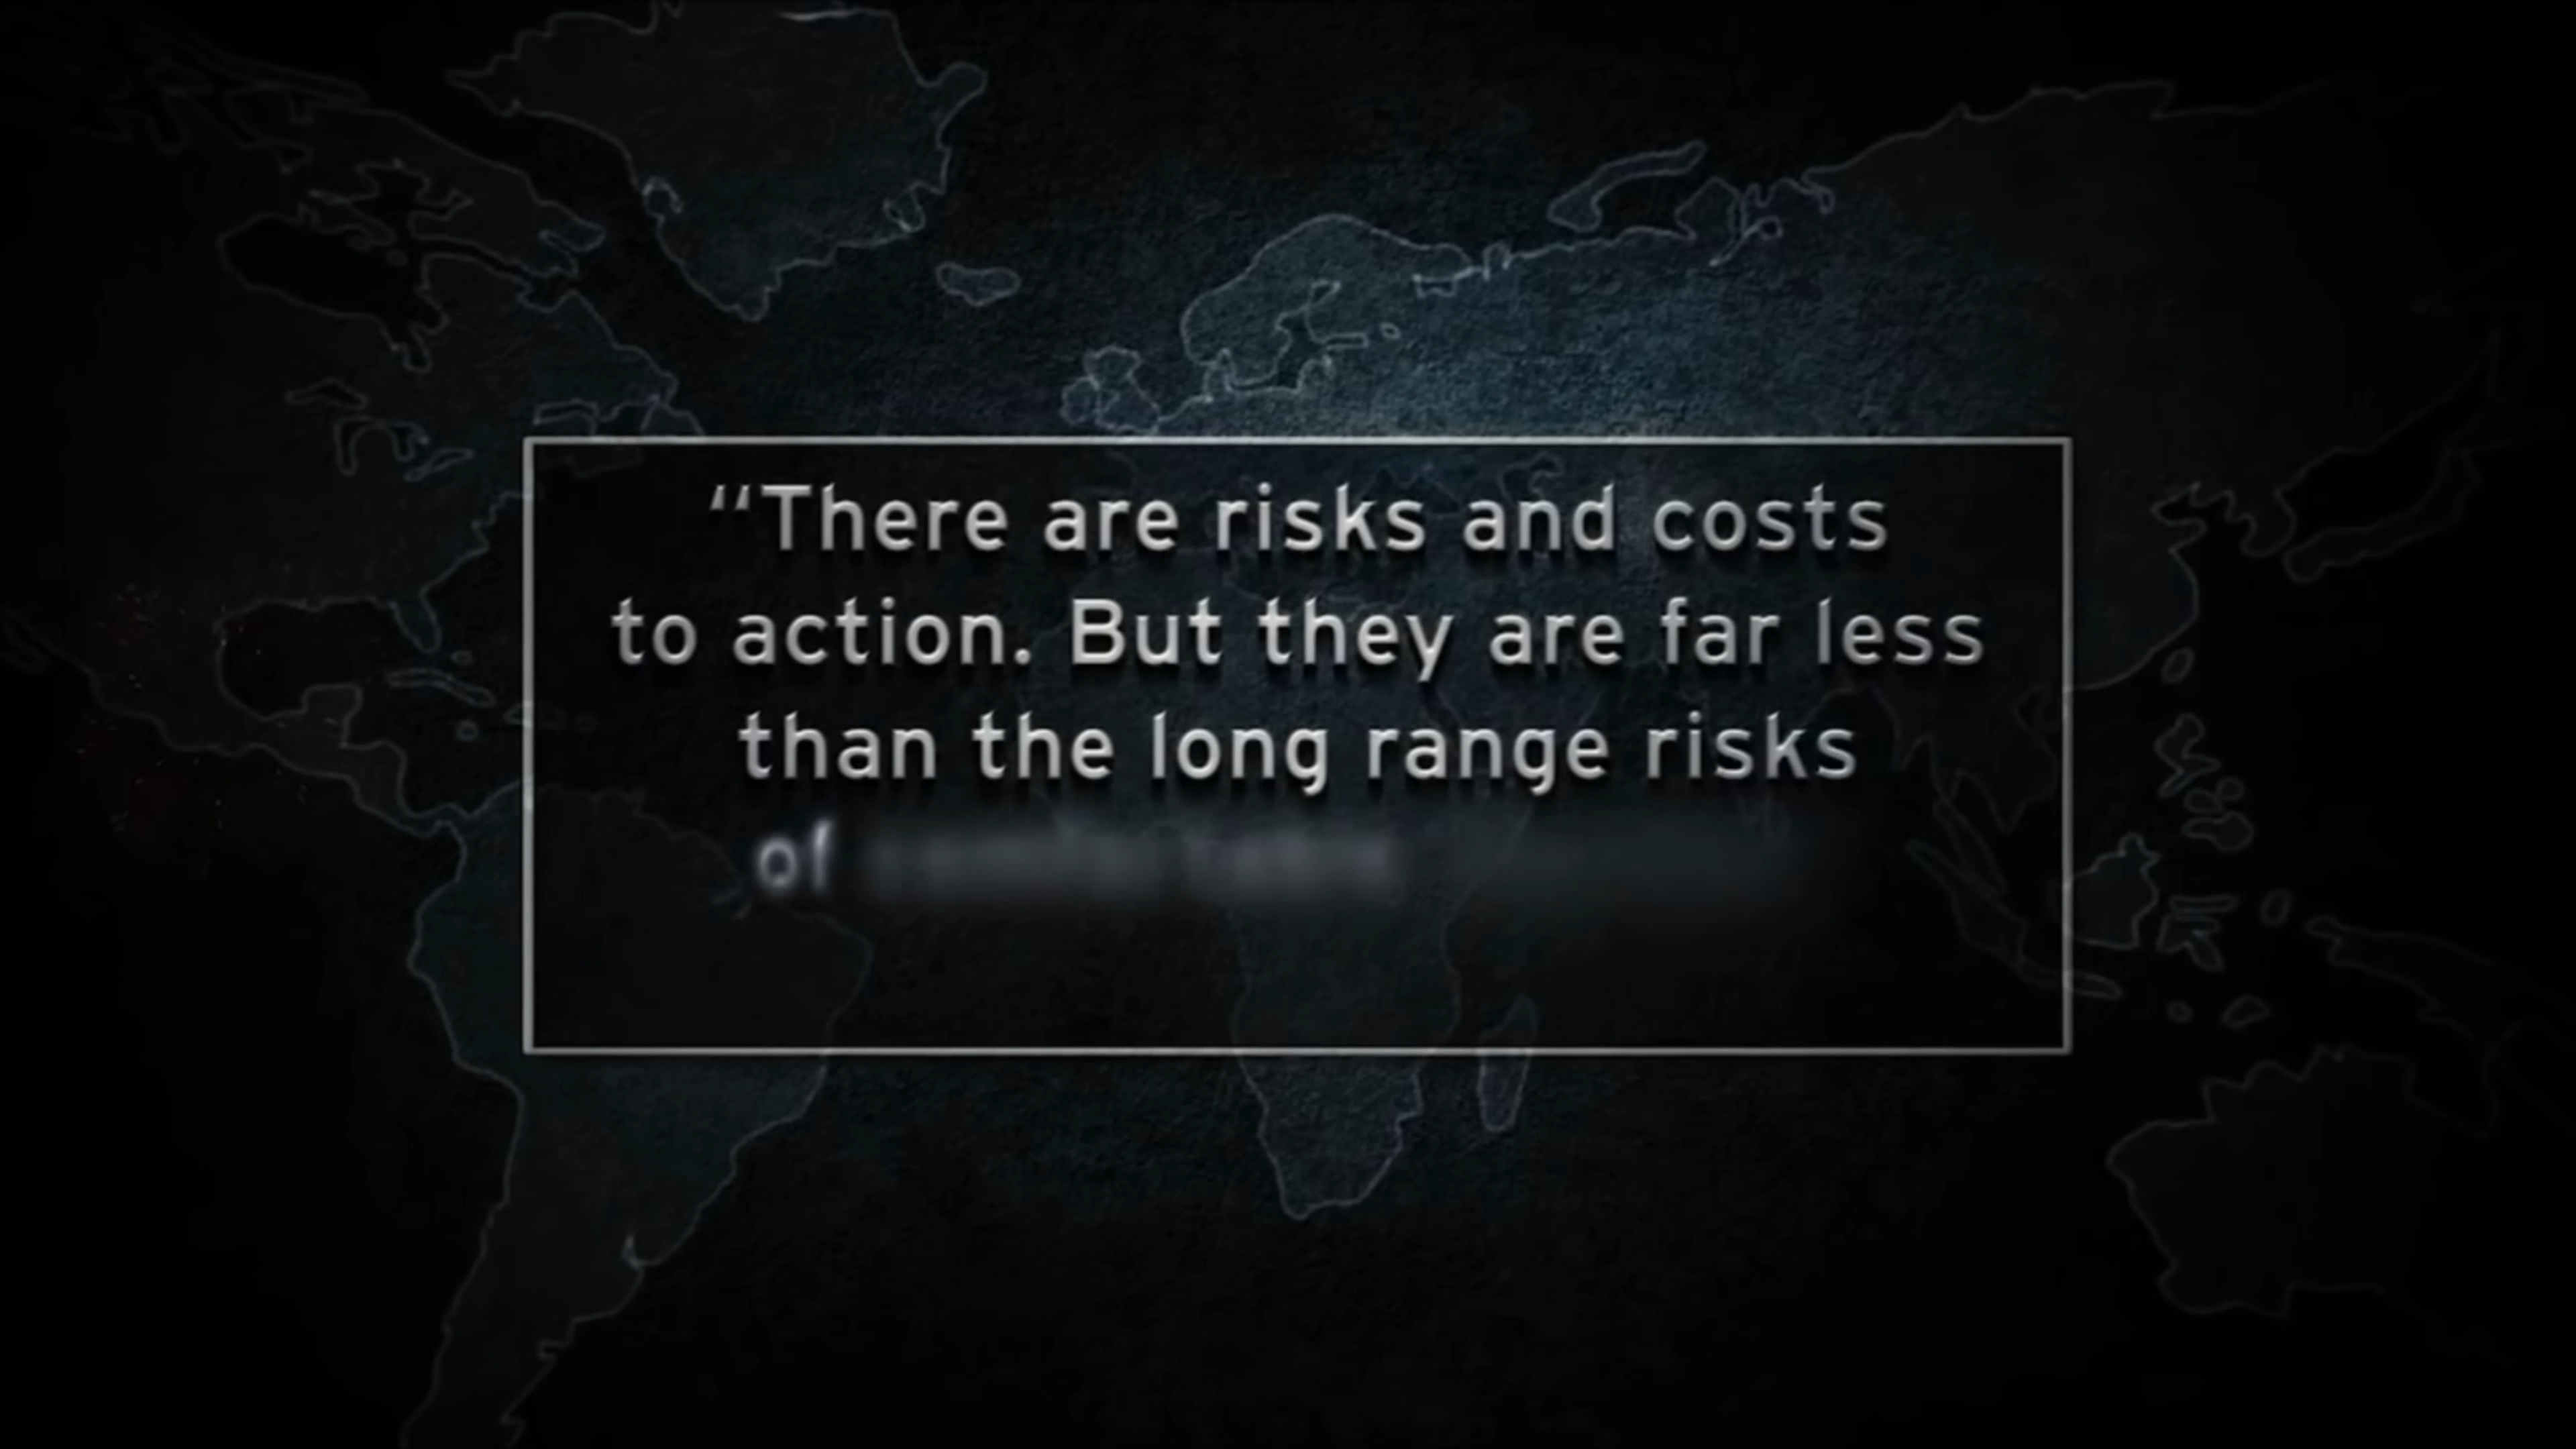 “There are risks and costs
to action. But they are far less
than the long range risks
of